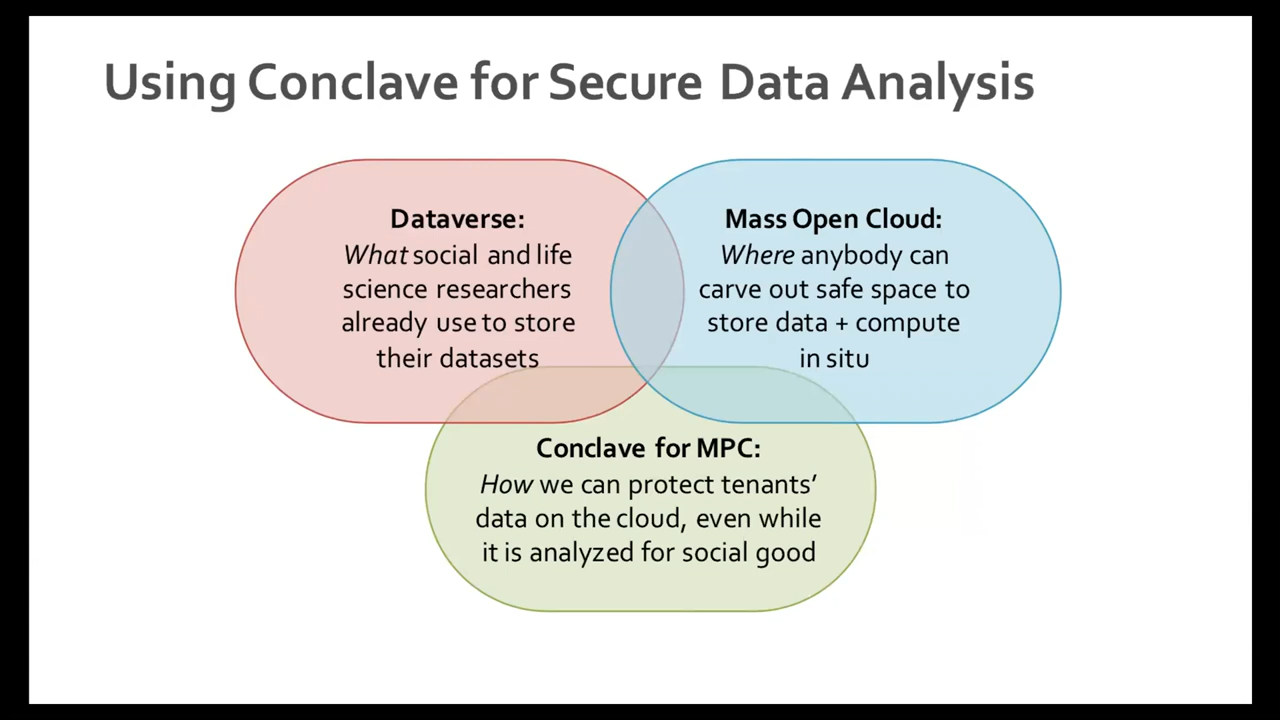 Using Conclave for Secure Data Analysis
Dataverse:
What social and life
science researchers
already use to store
their datasets
Mass Open Cloud:
Where anybody can
carve out safe space to
store data + compute
in situ
Conclave for MPC:
How we can protect tenants’
data on the cloud, even while
it is analyzed for social good